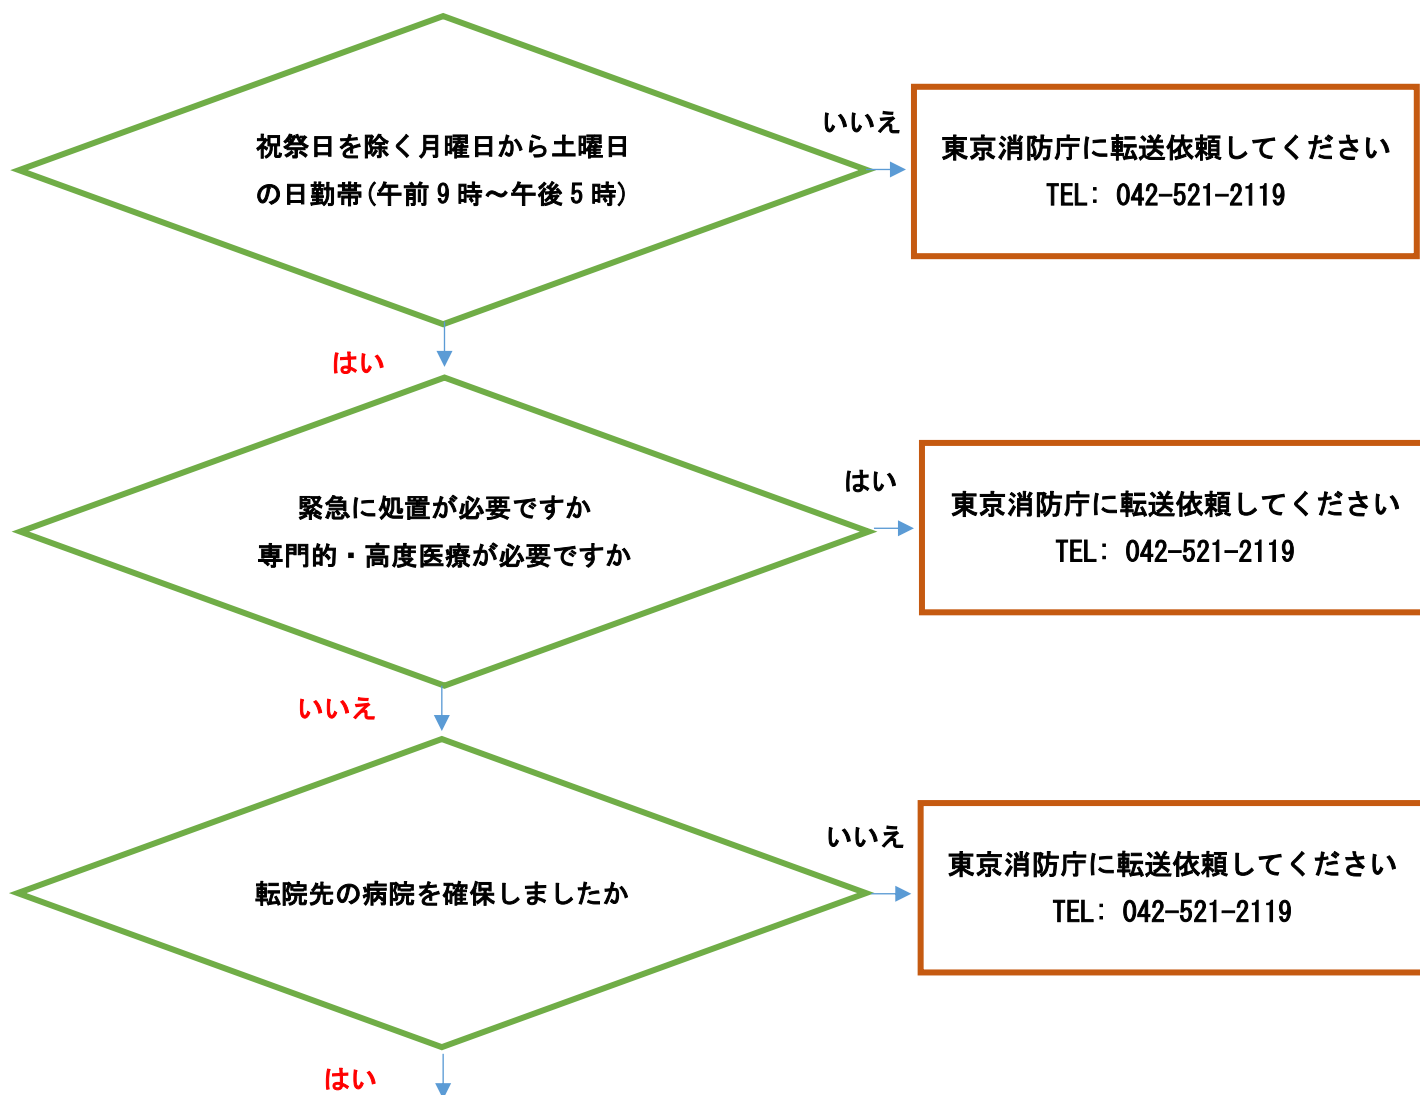 祝祭日を除く月曜日から土曜日
の日勤帯(午前9時～午後5時)
いいえ
東京消防庁に転送依頼してください
TEL: 042-521-2119
はい
緊急に処置が必要ですか
専門的・高度医療が必要ですか
はい
東京消防庁に転送依頼してください
TEL: 042-521-2119
いいえ
転院先の病院を確保しましたか
いいえ
東京消防庁に転送依頼してください
TEL: 042-521-2119
はい